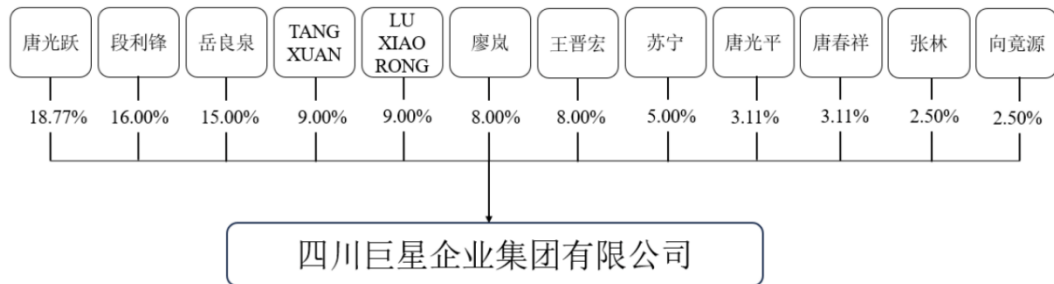 唐光跃
段利锋
岳良泉
TANG
XUAN
LU
XIAO
RONG
廖岚
王晋宏
苏宁
唐光平
唐春祥
张林
向竟源
18.77%
16.00%
15.00%
9.00%
9.00%
8.00%
8.00%
5.00%
3.11%
3.11%
2.50%
2.50%
四川巨星企业集团有限公司